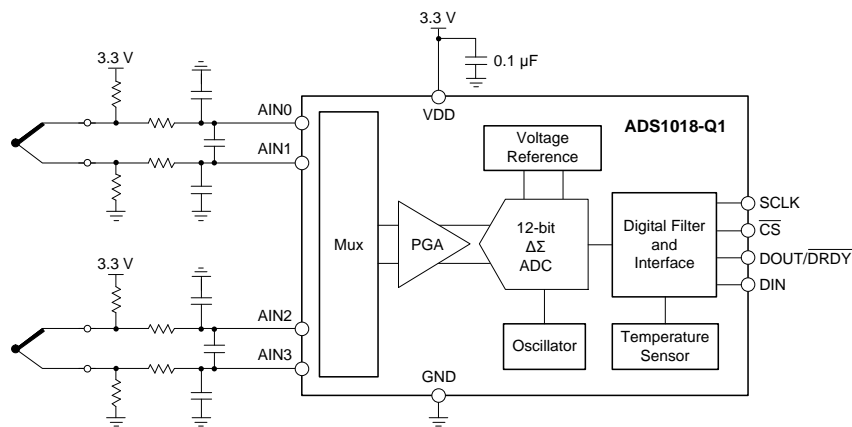 3.3 V
0.1 µF
3.3 V
AIN0
VDD
ADS1018-Q1
Voltage
Reference
AIN1
SCLK
Mux
PGA
12-bit
ΔΣ
ADC
Digital Filter
and
Interface
CS
DOUT/DRDY
DIN
3.3 V
AIN2
Oscillator
Temperature
Sensor
AIN3
GND